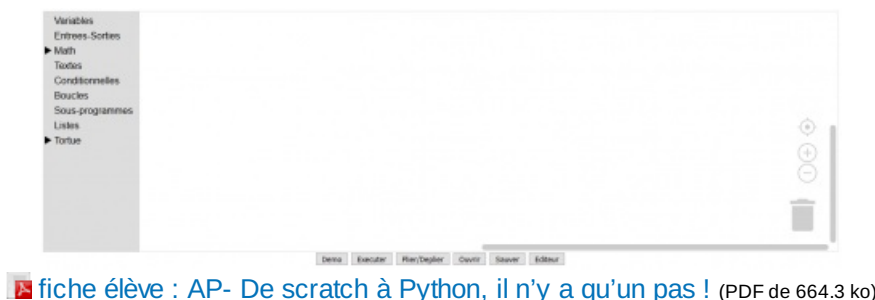 Variables
Entrees-Sorties
Math
Textes
Conditionnelles
Boucles
Sous-programmes
Listes
Tortue
Demo Executer Plier/Deplier Ouvrir Sauver Editeur
fiche élève : AP- De scratch à Python, il n’y a qu’un pas ! (PDF de 664.3 ko)